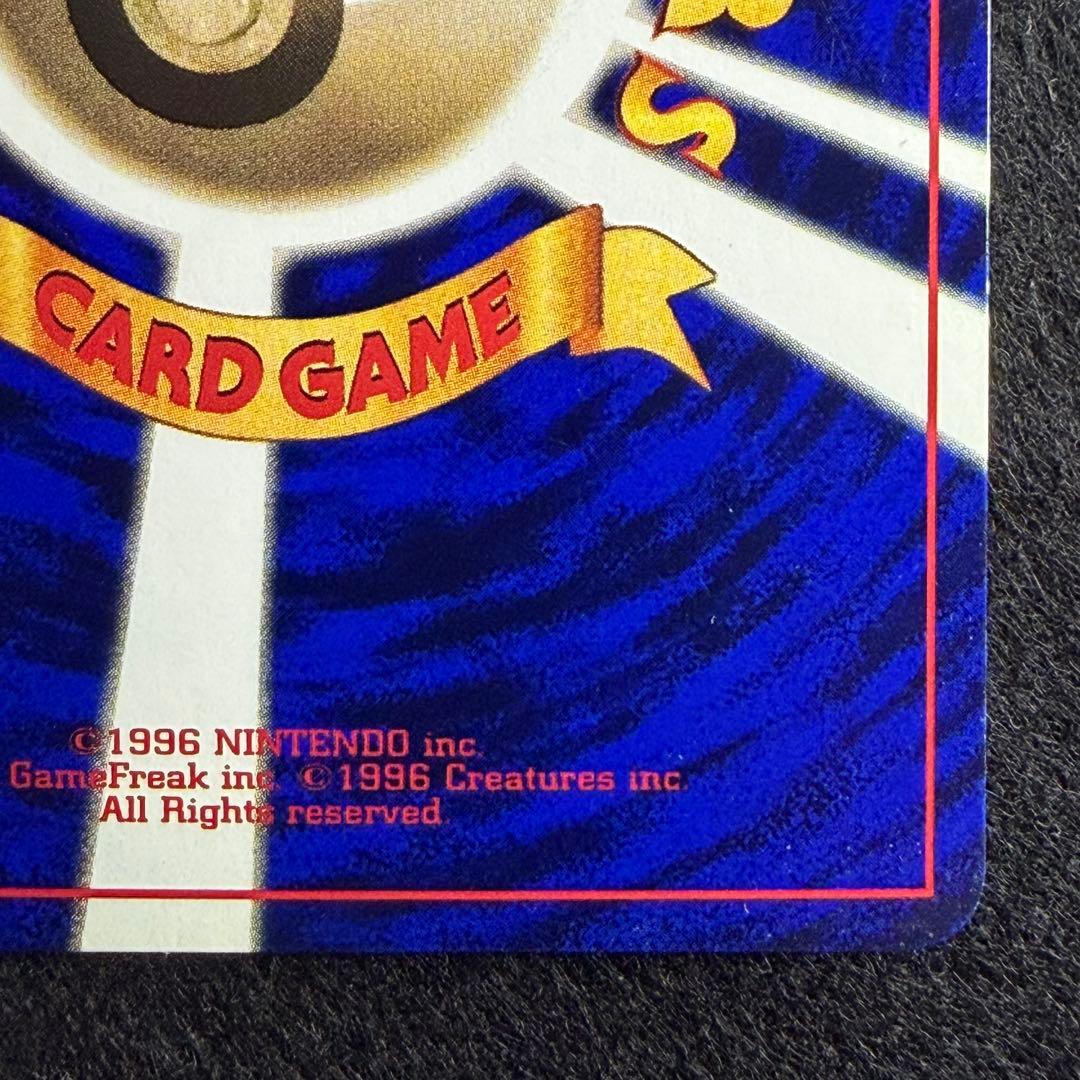 S
CARD GAME
©1996 NINTENDO inc.
GameFreak inc. ©1996 Creatures inc.
All Rights reserved.